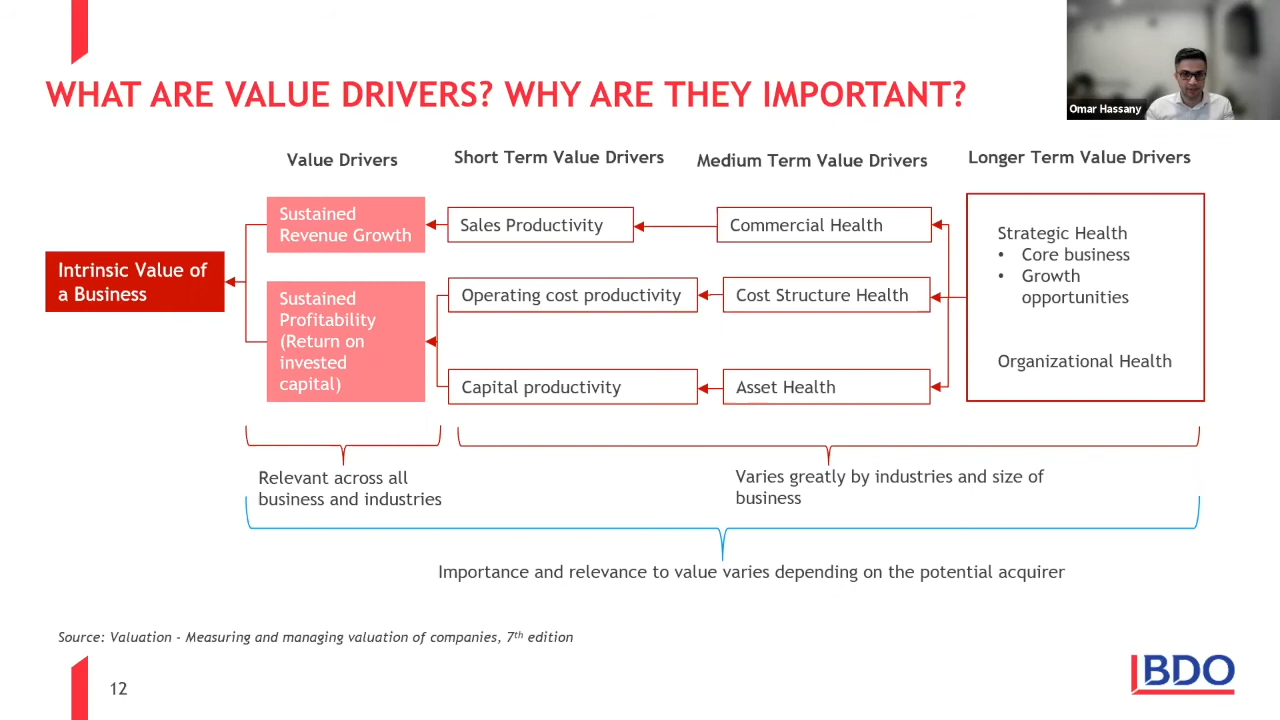 WHAT ARE VALUE DRIVERS? WHY ARE THEY IMPORTANT?
Omar Hassany
Value Drivers
Short Term Value Drivers
Medium Term Value Drivers
Longer Term Value Drivers
Intrinsic Value of
a Business
Sustained
Revenue Growth
Sustained
Profitability
(Return on
invested
capital)
Sales Productivity
Operating cost productivity
Capital productivity
Commercial Health
Cost Structure Health
Asset Health
Strategic Health
• Core business
• Growth
opportunities
Organizational Health
Relevant across all
business and industries
Varies greatly by industries and size of
business
Importance and relevance to value varies depending on the potential acquirer
Source: Valuation - Measuring and managing valuation of companies, 7th edition
12
BDO